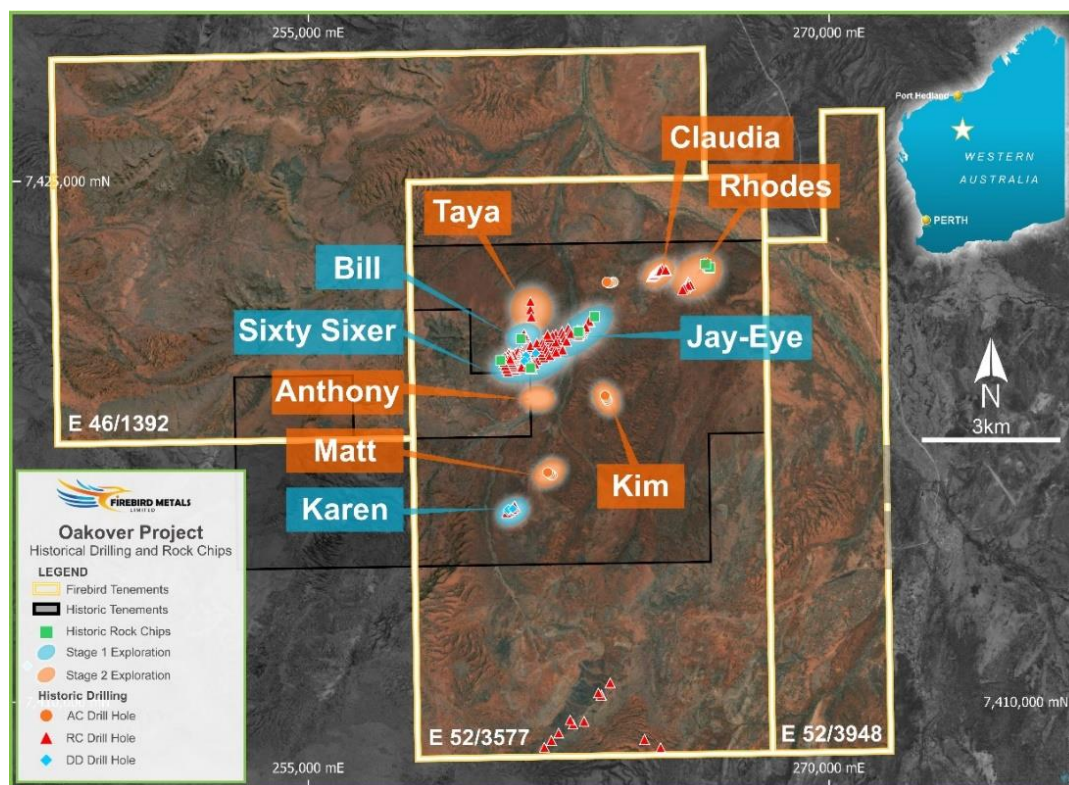 255,000 mE
270,000 mE
Port Hedland
WESTERN
AUSTRALIA
PERTH
7,425,000 mN
Claudia
Rhodes
Taya
Bill
Sixty Sixer
Jay-Eye
Anthony
Matt
Kim
Karen
N
3km
E 46/1392
FIREBIRD METALS
LIMITED
Oakover Project
Historical Drilling and Rock Chips
LEGEND
Firebird Tenements
Historic Tenements
Historic Rock Chips
Stage 1 Exploration
Stage 2 Exploration
Historic Drilling
AC Drill Hole
RC Drill Hole
DD Drill Hole
7,410,000 mN
E 52/3577
E 52/3948
255,000 mE
270,000 mE